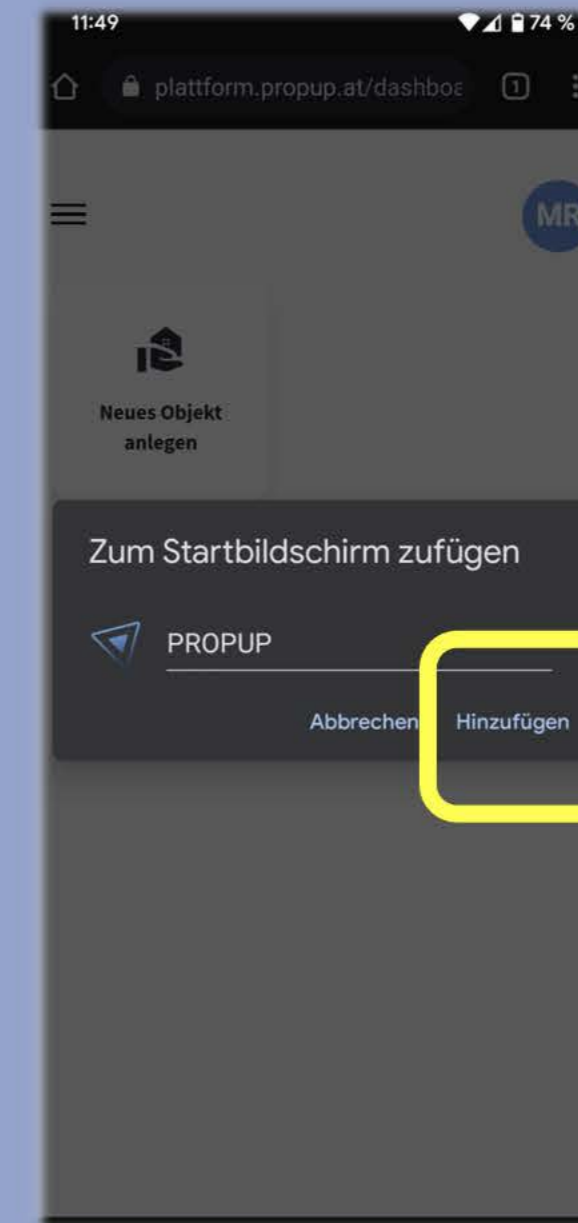 11:49
74 %
plattform.propup.at/dashboa
1
MR
Neues Objekt
anlegen
Zum Startbildschirm zufügen
PROPUP
Abbrechen
Hinzufügen